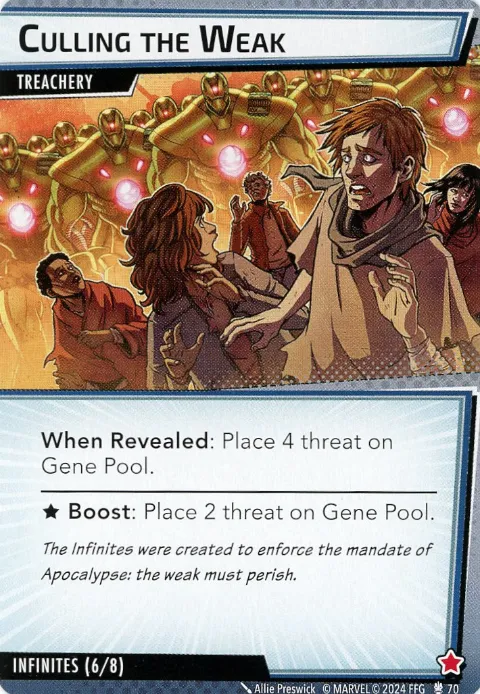 CULLING THE WEAK
TREACHERY
When Revealed: Place 4 threat on
Gene Pool.
★ Boost: Place 2 threat on Gene Pool.
The Infinites were created to enforce the mandate of
Apocalypse: the weak must perish.
INFINITES (6/8)
Allie Preswick © MARVEL © 2024 FFG 70